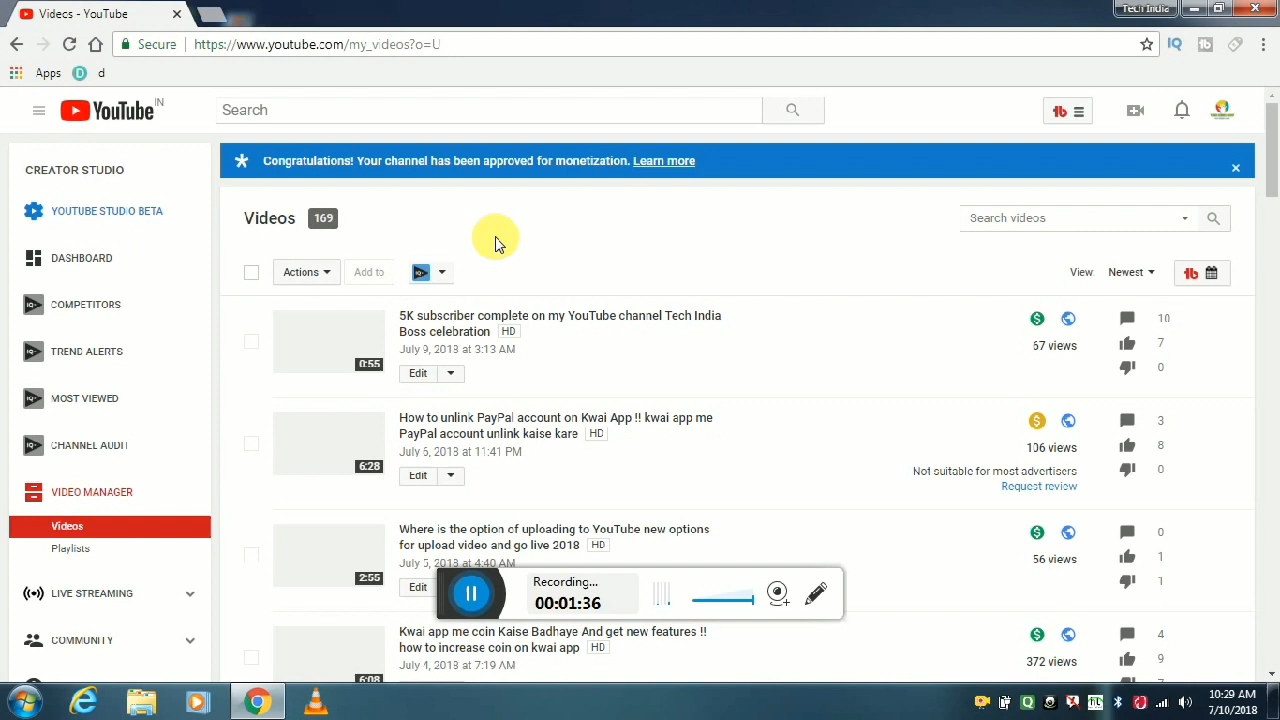 Videos - YouTube
Tech India
Secure
https://www.youtube.com/my_videos?o=U
IQ
tb
Apps
D
d
YouTube IN
Search
tb
Congratulations! Your channel has been approved for monetization. Learn more
CREATOR STUDIO
YOUTUBE STUDIO BETA
DASHBOARD
COMPETITORS
TREND ALERTS
MOST VIEWED
CHANNEL AUDIT
VIDEO MANAGER
Videos
Playlists
LIVE STREAMING
COMMUNITY
Videos 169
Search videos
Actions
Add to
View:
Newest
tb
5K subscriber complete on my YouTube channel Tech India
Boss celebration HD
July 9, 2018 at 3:13 AM
Edit
0:55
67 views
10
7
0
How to unlink PayPal account on Kwai App !! kwai app me
PayPal account unlink kaise kare HD
July 6, 2018 at 11:41 PM
Edit
6:28
106 views
Not suitable for most advertisers
Request review
3
8
0
Where is the option of uploading to YouTube new options
for upload video and go live 2018 HD
July 5, 2018 at 4:40 AM
Edit
2:55
56 views
0
1
1
Recording...
00:01:36
Kwai app me coin Kaise Badhaye And get new features !!
how to increase coin on kwai app HD
July 4, 2018 at 7:19 AM
6:08
372 views
4
9
10:29 AM
7/10/2018